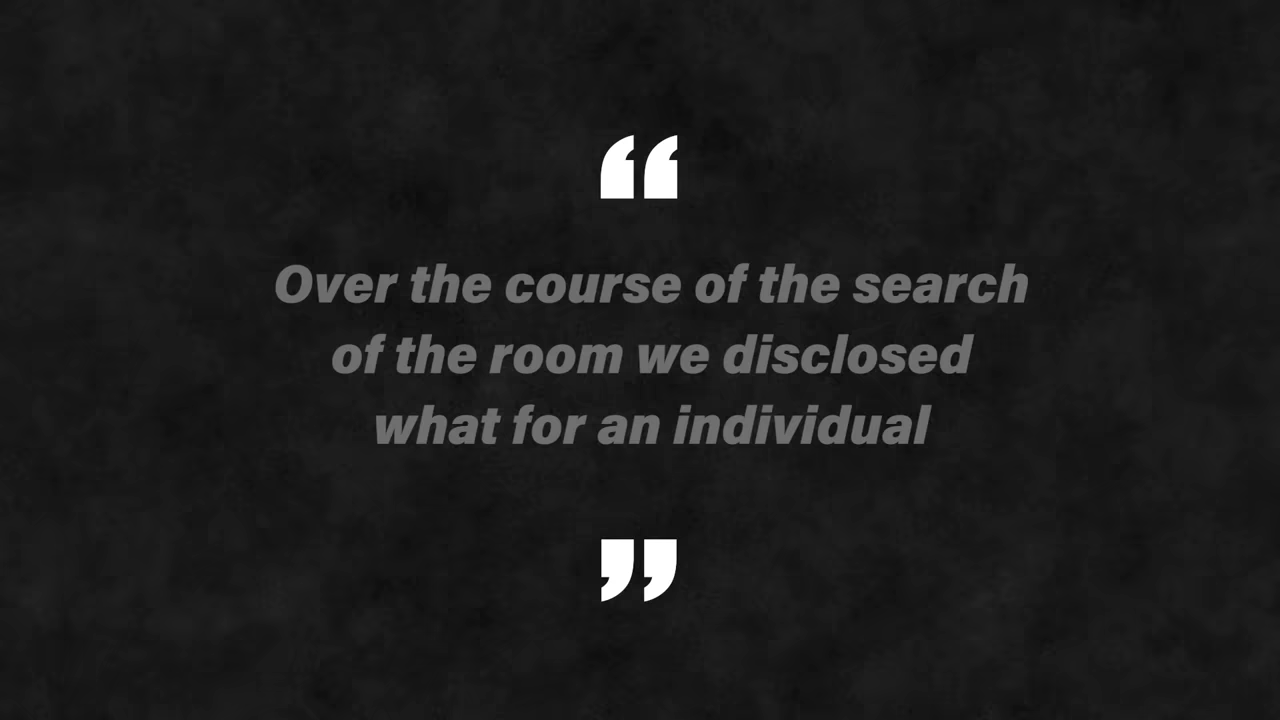 “
Over the course of the search
of the room we disclosed
what for an individual
”